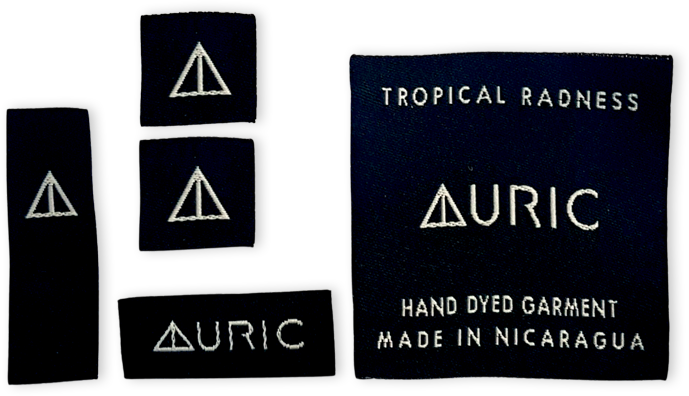 AURIC
TROPICAL RADNESS
AURIC
HAND DYED GARMENT
MADE IN NICARAGUA